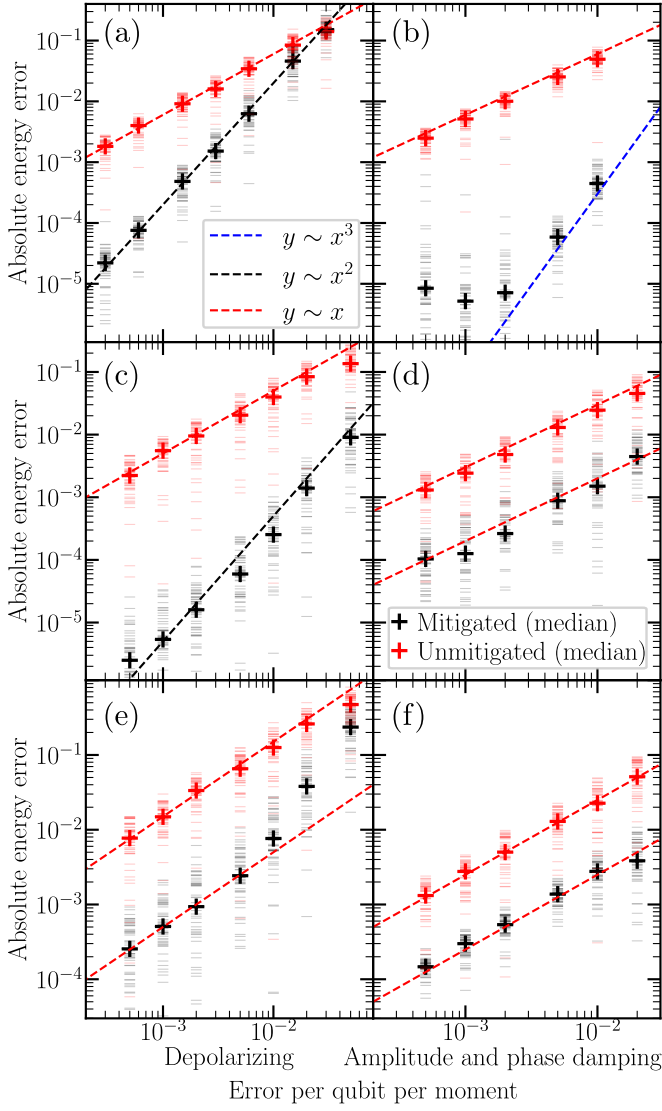 (a)
(b)
10⁻¹
10⁻²
10⁻³
10⁻⁴
10⁻⁵
Absolute energy error
y ∼ x³
y ∼ x²
y ∼ x
(c)
(d)
10⁻¹
10⁻²
10⁻³
10⁻⁴
10⁻⁵
Absolute energy error
Mitigated (median)
Unmitigated (median)
(e)
(f)
10⁻¹
10⁻²
10⁻³
10⁻⁴
Absolute energy error
10⁻³ 10⁻² 10⁻³ 10⁻²
Depolarizing Amplitude and phase damping
Error per qubit per moment